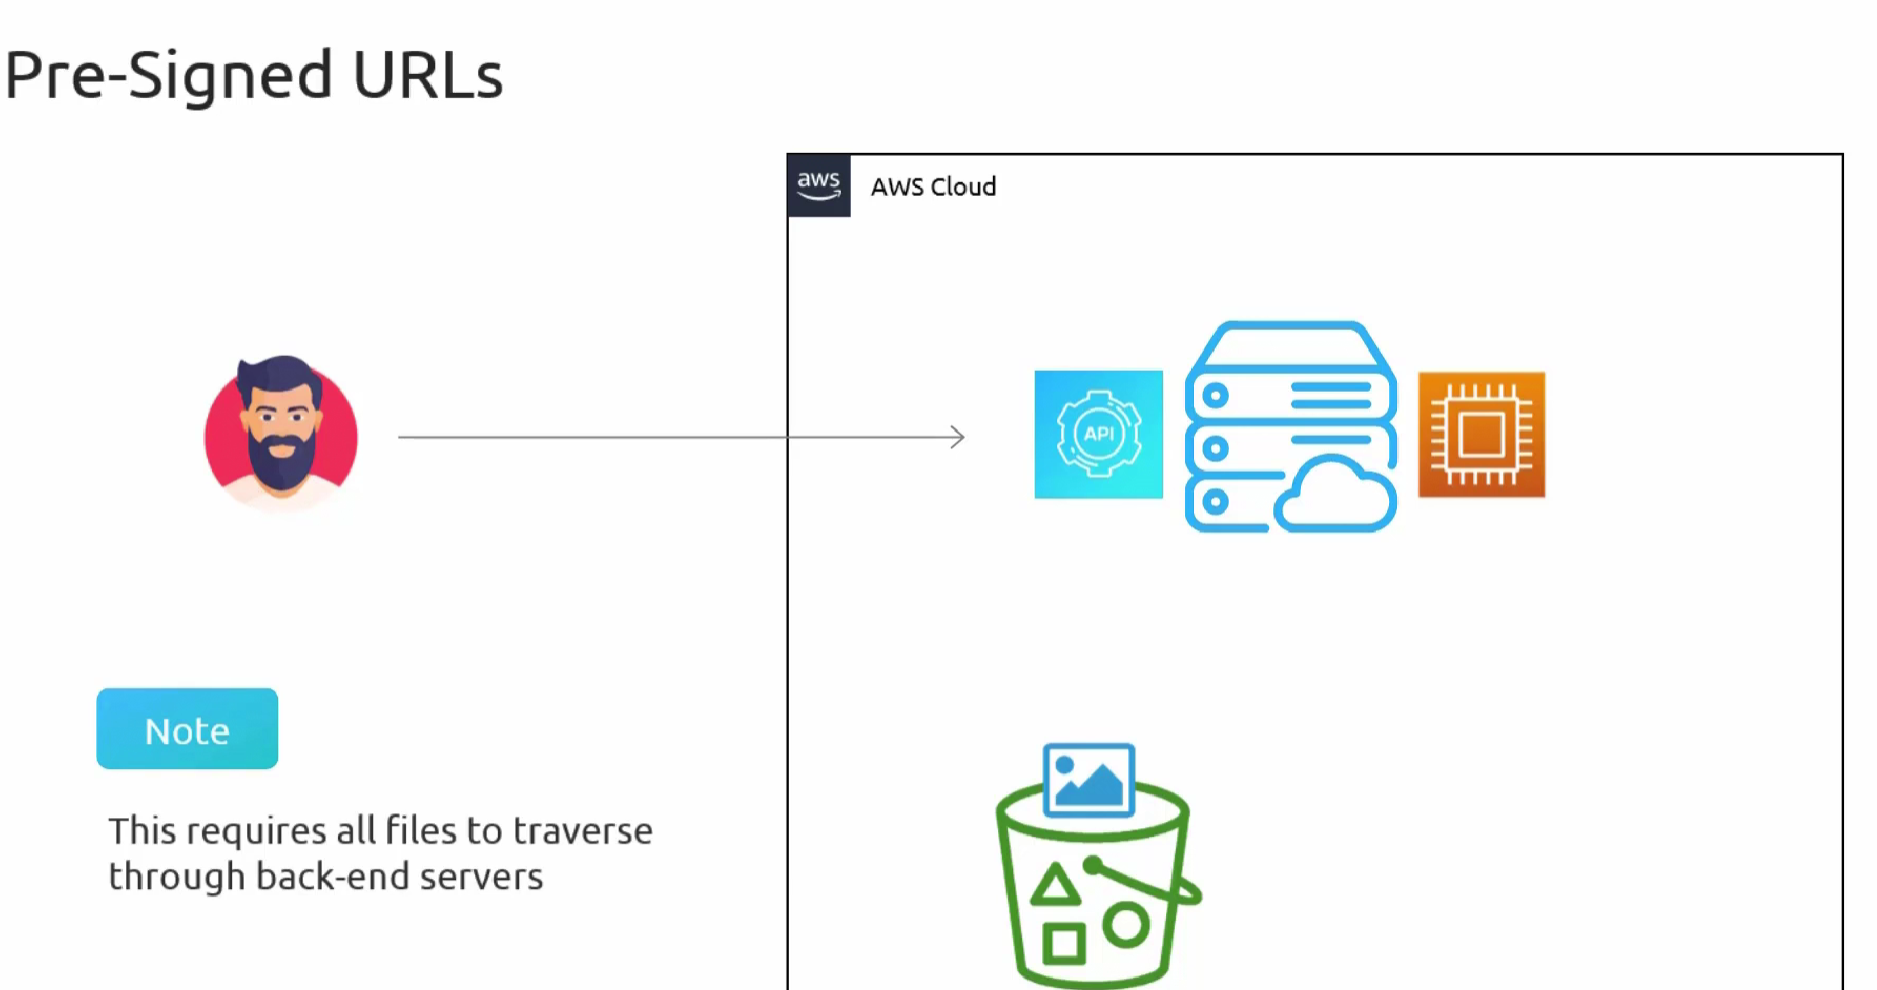 Pre-Signed URLs
aws
AWS Cloud
API
Note
This requires all files to traverse
through back-end servers